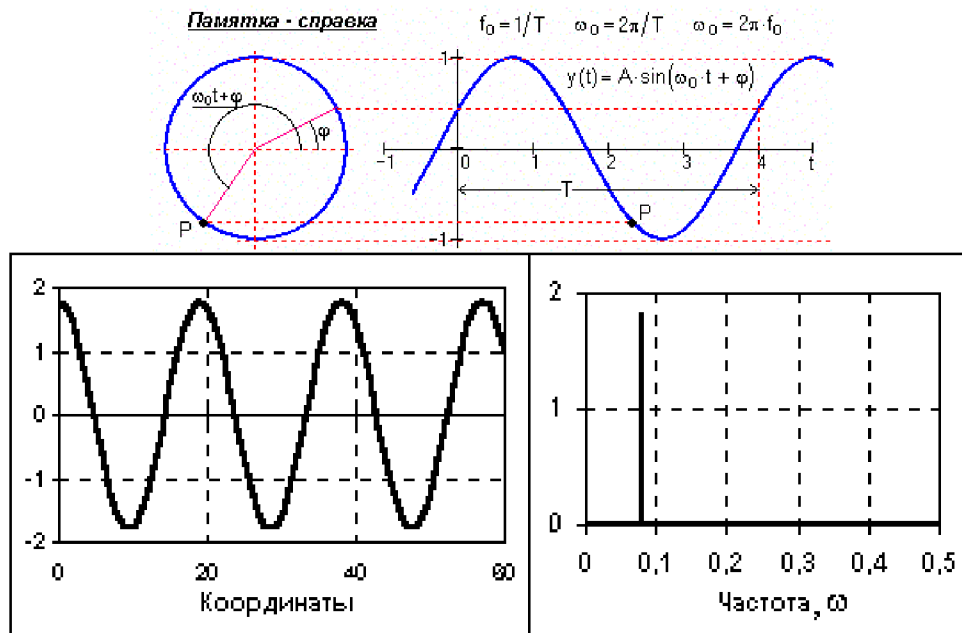 Памятка - справка
f₀ = 1/T ω₀ = 2π/T ω₀ = 2π·f₀
1
y(t) = A·sin(ω₀·t + φ)
ω₀t+φ
φ
-1 0 1 2 3 4 t
T
P
P
-1
2
1
0
-1
-2
0 20 40 60
Координаты
2
1
0
0 0,1 0,2 0,3 0,4 0,5
Частота, ω